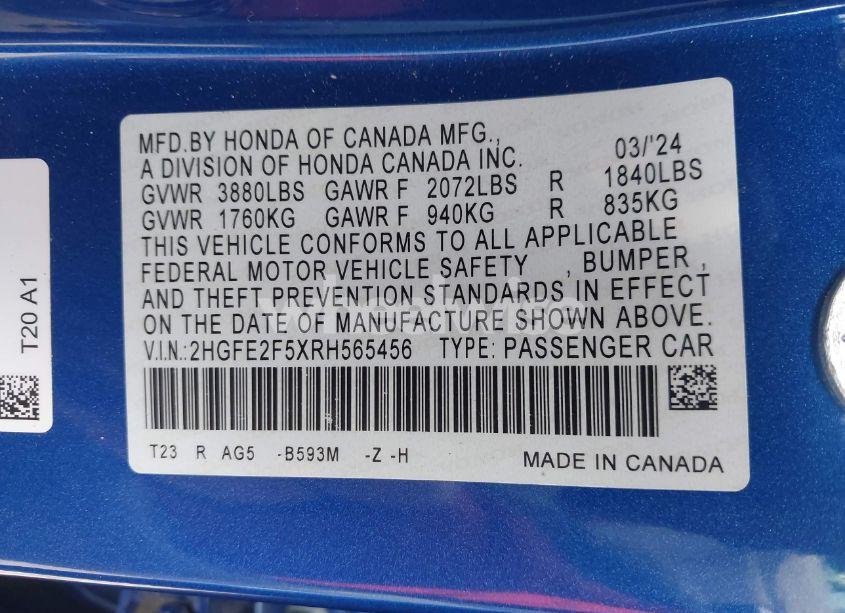 MFD.BY HONDA OF CANADA MFG.,
A DIVISION OF HONDA CANADA INC. 03/'24
GVWR 3880LBS GAWR F 2072LBS R 1840LBS
GVWR 1760KG GAWR F 940KG R 835KG
THIS VEHICLE CONFORMS TO ALL APPLICABLE
FEDERAL MOTOR VEHICLE SAFETY , BUMPER ,
AND THEFT PREVENTION STANDARDS IN EFFECT
ON THE DATE OF MANUFACTURE SHOWN ABOVE.
V.I.N.:2HGFE2F5XRH565456 TYPE: PASSENGER CAR
T23 R AG5 -B593M -Z -H
MADE IN CANADA
T20 A1